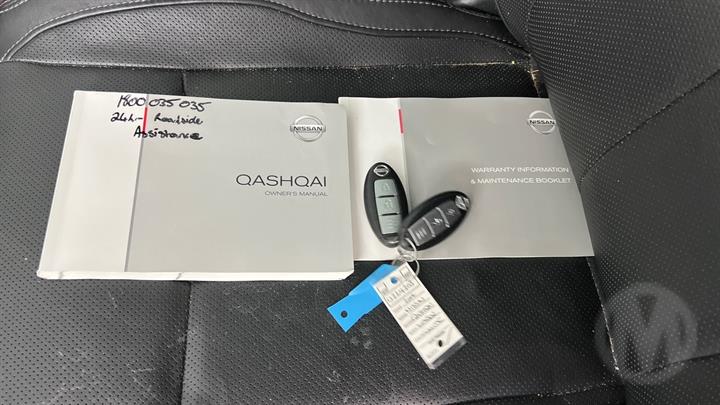 1800 035 035
24hr Roadside
Assistance
NISSAN
QASHQAI
OWNER'S MANUAL
NISSAN
WARRANTY INFORMATION
& MAINTENANCE BOOKLET